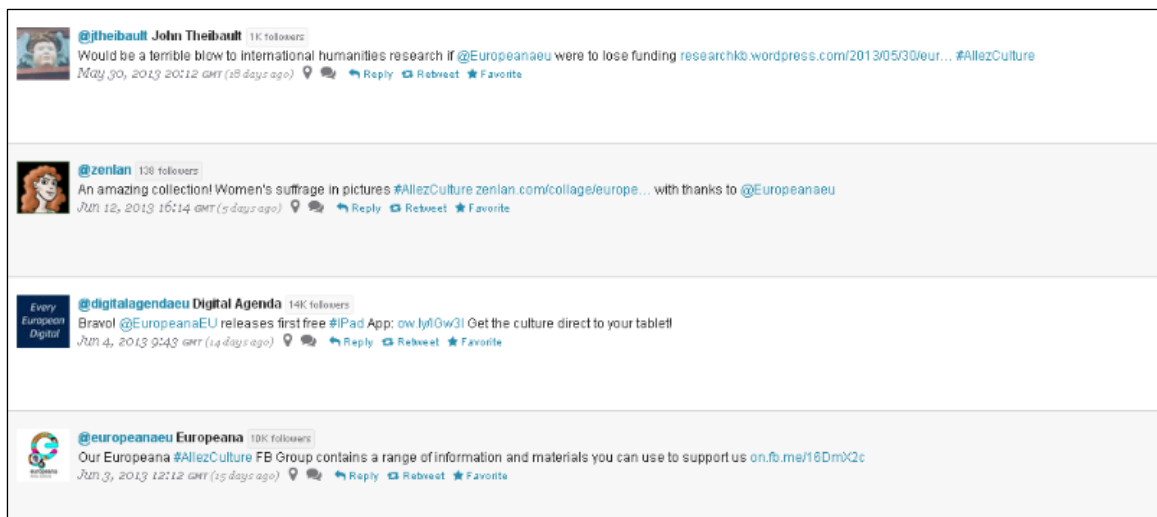 @jtheibault John Theibault 1K followers
Would be a terrible blow to international humanities research if @Europeanaeu were to lose funding researchkb.wordpress.com/2013/05/30/eur... #AllezCulture
May 30, 2013 20:12 GMT (18 days ago) Reply Retweet Favorite
@zenlan 138 followers
An amazing collection! Women's suffrage in pictures #AllezCulture zenlan.com/collage/europe... with thanks to @Europeanaeu
Jun 12, 2013 16:14 GMT (5 days ago) Reply Retweet Favorite
Every
European
Digital
@digitalagendaeu Digital Agenda 14K followers
Bravo! @EuropeanaEU releases first free #iPad App: Get the culture direct to your tablet!
Jun 4, 2013 9:43 GMT (14 days ago) Reply Retweet Favorite
europeana
@europeanaeu Europeana 10K followers
Our Europeana #AllezCulture FB Group contains a range of information and materials you can use to support us on.fb.me/16DmX2c
Jun 3, 2013 12:12 GMT (15 days ago) Reply Retweet Favorite